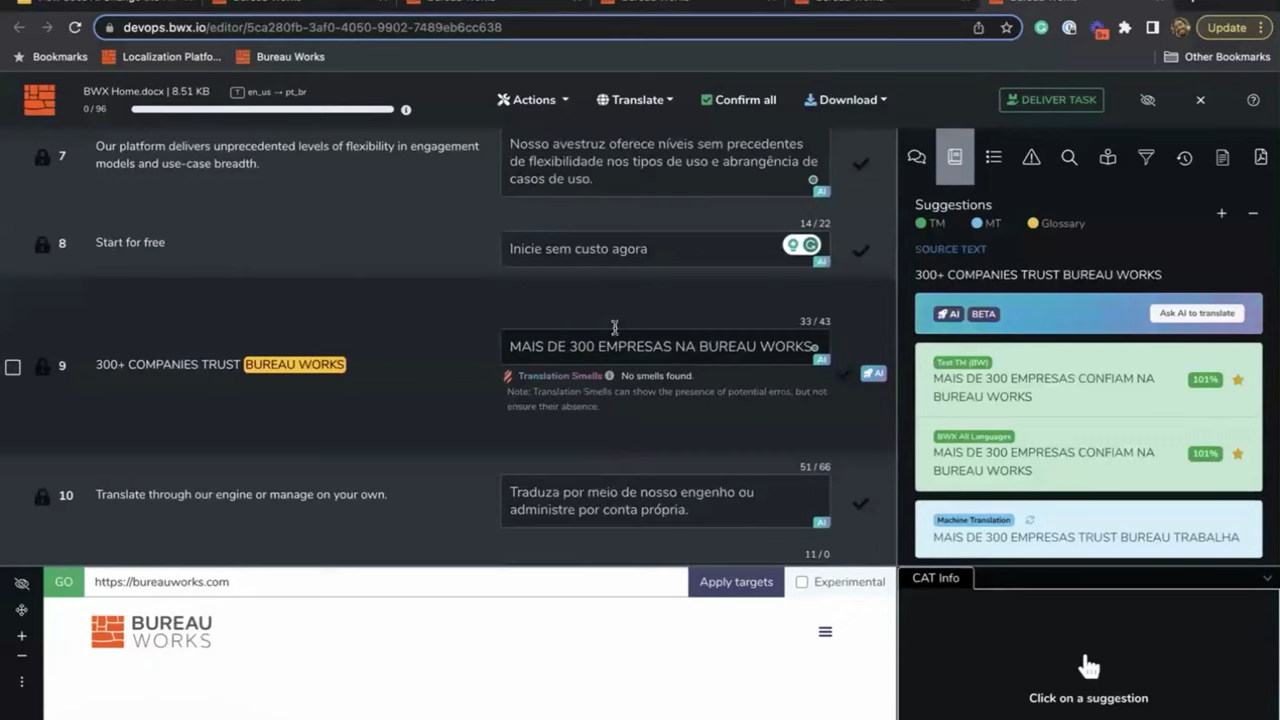 devops.bwx.io/editor/5ca280fb-3af0-4050-9902-7489eb6cc638
9+
Update
Bookmarks
Localization Platfo...
Bureau Works
Other Bookmarks
BWX Home.docx | 8.51 KB
T en_us → pt_br
0 / 96
Actions
Translate
Confirm all
Download
DELIVER TASK
7
Our platform delivers unprecedented levels of flexibility in engagement
models and use-case breadth.
Nosso avestruz oferece níveis sem precedentes
de flexibilidade nos tipos de uso e abrangência de
casos de uso.
AI
14 / 22
8
Start for free
Inicie sem custo agora
AI
33 / 43
9
300+ COMPANIES TRUST BUREAU WORKS
MAIS DE 300 EMPRESAS NA BUREAU WORKS
AI
Translation Smells No smells found.
AI
Note: Translation Smells can show the presence of potential erros, but not
ensure their absence.
51 / 66
10
Translate through our engine or manage on your own.
Traduza por meio de nosso engenho ou
administre por conta própria.
AI
11 / 0
Suggestions
TM
MT
Glossary
SOURCE TEXT
300+ COMPANIES TRUST BUREAU WORKS
AI BETA
Ask AI to translate
Test TM (BW)
MAIS DE 300 EMPRESAS CONFIAM NA
BUREAU WORKS
101%
BWX All Languages
MAIS DE 300 EMPRESAS CONFIAM NA
BUREAU WORKS
101%
Machine Translation
MAIS DE 300 EMPRESAS TRUST BUREAU TRABALHA
GO
https://bureauworks.com
Apply targets
Experimental
BUREAU
WORKS
CAT Info
Click on a suggestion